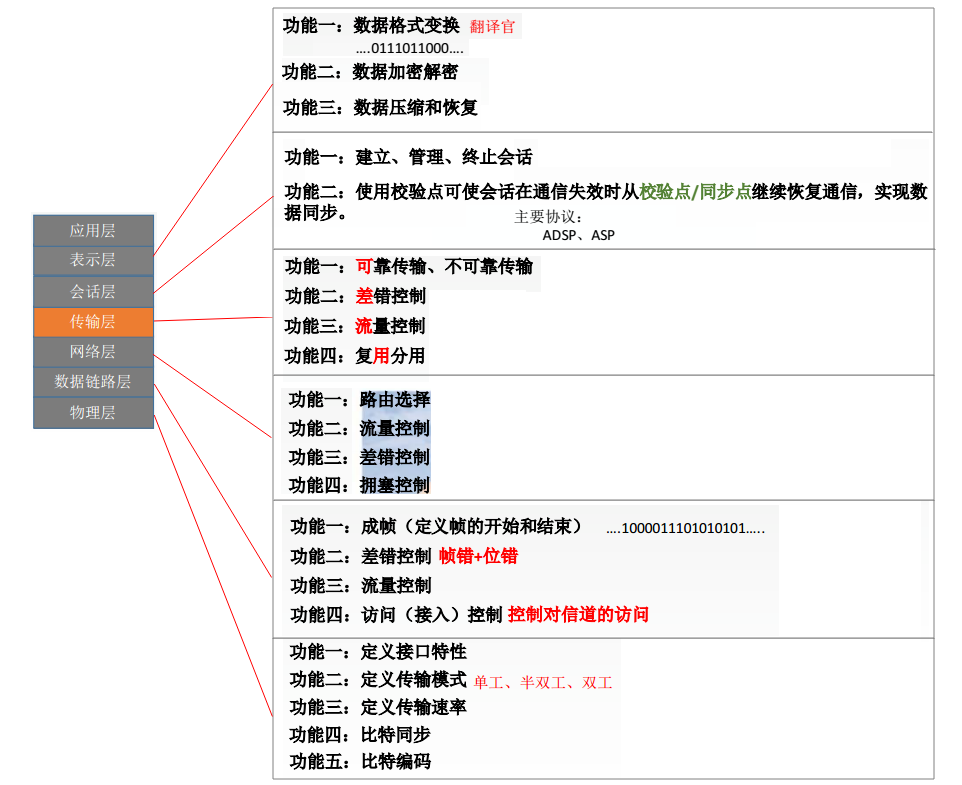 功能一：数据格式变换 翻译官
....0111011000....
功能二：数据加密解密
功能三：数据压缩和恢复
功能一：建立、管理、终止会话
功能二：使用校验点可使会话在通信失效时从校验点/同步点继续恢复通信，实现数
据同步。
主要协议：
ADSP、ASP
应用层
表示层
会话层
传输层
网络层
数据链路层
物理层
功能一：可靠传输、不可靠传输
功能二：差错控制
功能三：流量控制
功能四：复用分用
功能一：路由选择
功能二：流量控制
功能三：差错控制
功能四：拥塞控制
功能一：成帧（定义帧的开始和结束） ....1000011101010101.....
功能二：差错控制 帧错+位错
功能三：流量控制
功能四：访问（接入）控制 控制对信道的访问
功能一：定义接口特性
功能二：定义传输模式 单工、半双工、双工
功能三：定义传输速率
功能四：比特同步
功能五：比特编码